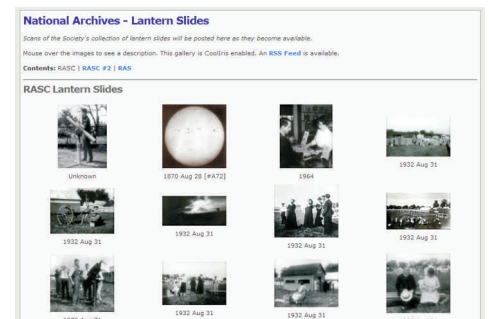 National Archives - Lantern Slides
Scans of the Society's collection of lantern slides will be posted here as they become available.
Mouse over the images to see a description. This gallery is CoolIris enabled. An RSS Feed is available.
Contents: RASC | RASC #2 | RAS
RASC Lantern Slides
Unknown
1870 Aug 28 [#A72]
1964
1932 Aug 31
1932 Aug 31
1932 Aug 31
1932 Aug 31
1932 Aug 31
1932 Aug 31
1932 Aug 31